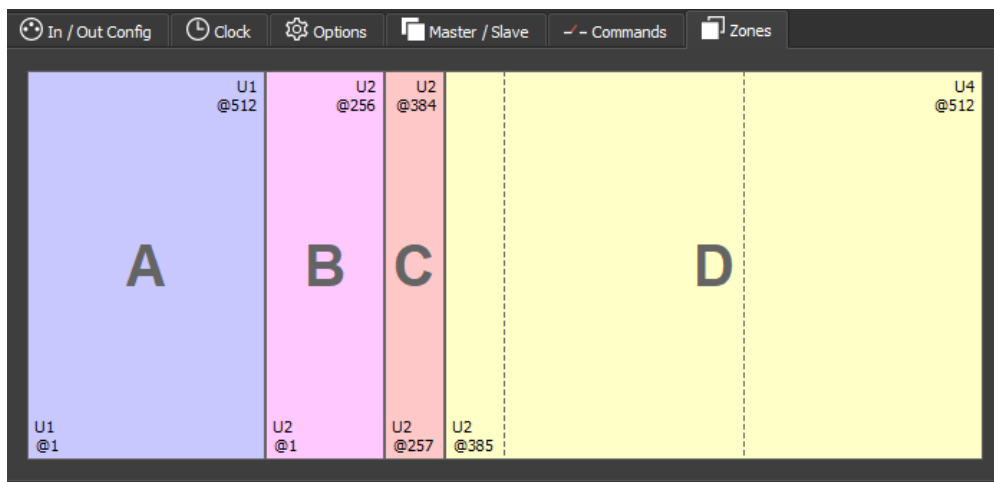 In / Out Config Clock Options Master / Slave Commands Zones
U1 U2 U2 U4
@512 @256 @384 @512
A B C D
U1 U2 U2 U2
@1 @1 @257 @385